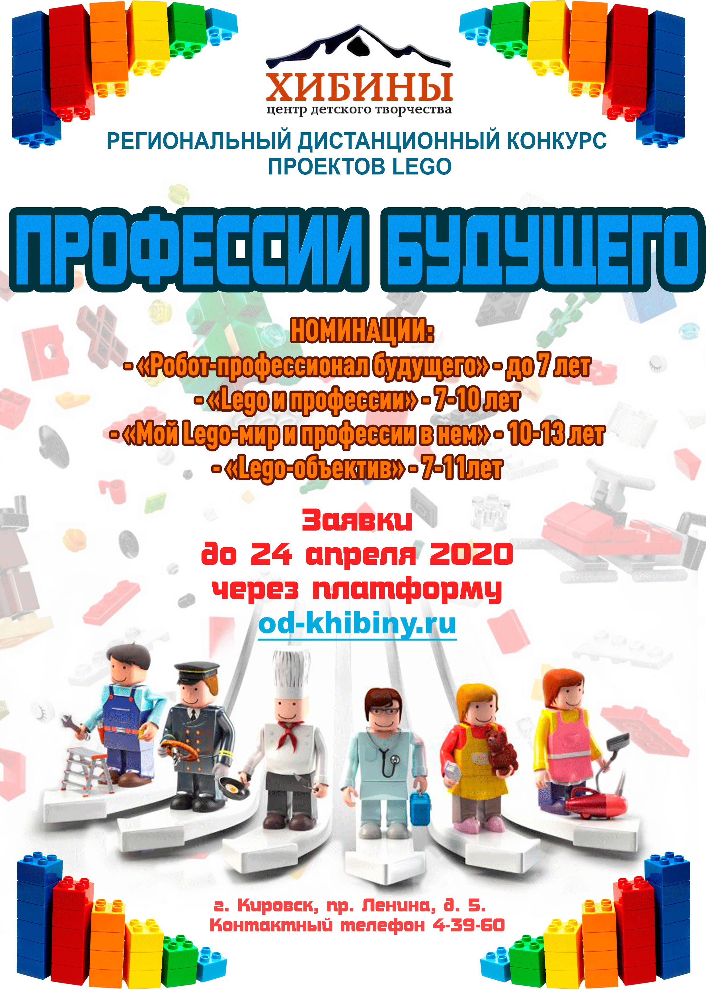 ХИБИНЫ
центр детского творчества
РЕГИОНАЛЬНЫЙ ДИСТАНЦИОННЫЙ КОНКУРС
ПРОЕКТОВ LEGO
ПРОФЕССИИ БУДУЩЕГО
НОМИНАЦИИ:
- «Робот-профессионал будущего» - до 7 лет
- «Lego и профессии» - 7-10 лет
- «Мой Lego-мир и профессии в нем» - 10-13 лет
- «Lego-объектив» - 7-11лет
Заявки
до 24 апреля 2020
через платформу
od-khibiny.ru
г. Кировск, пр. Ленина, д. 5.
Контактный телефон 4-39-60